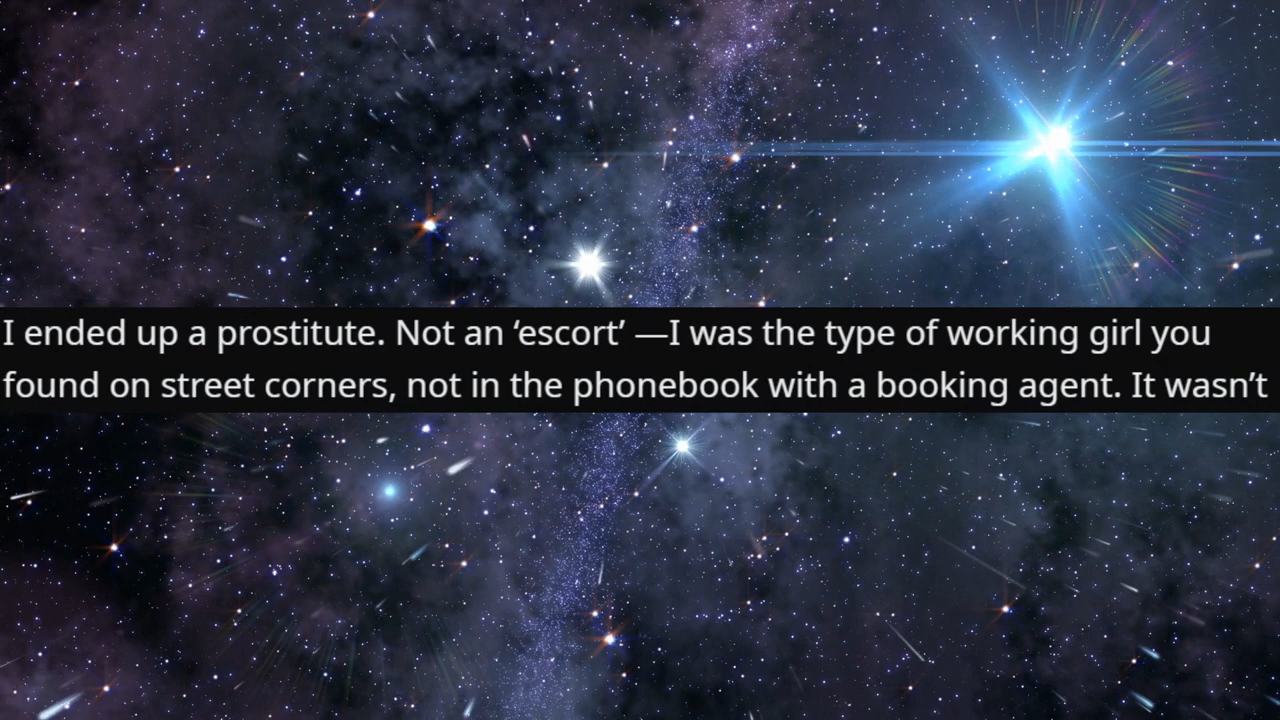 I ended up a prostitute. Not an ‘escort’ —I was the type of working girl you
found on street corners, not in the phonebook with a booking agent. It wasn’t